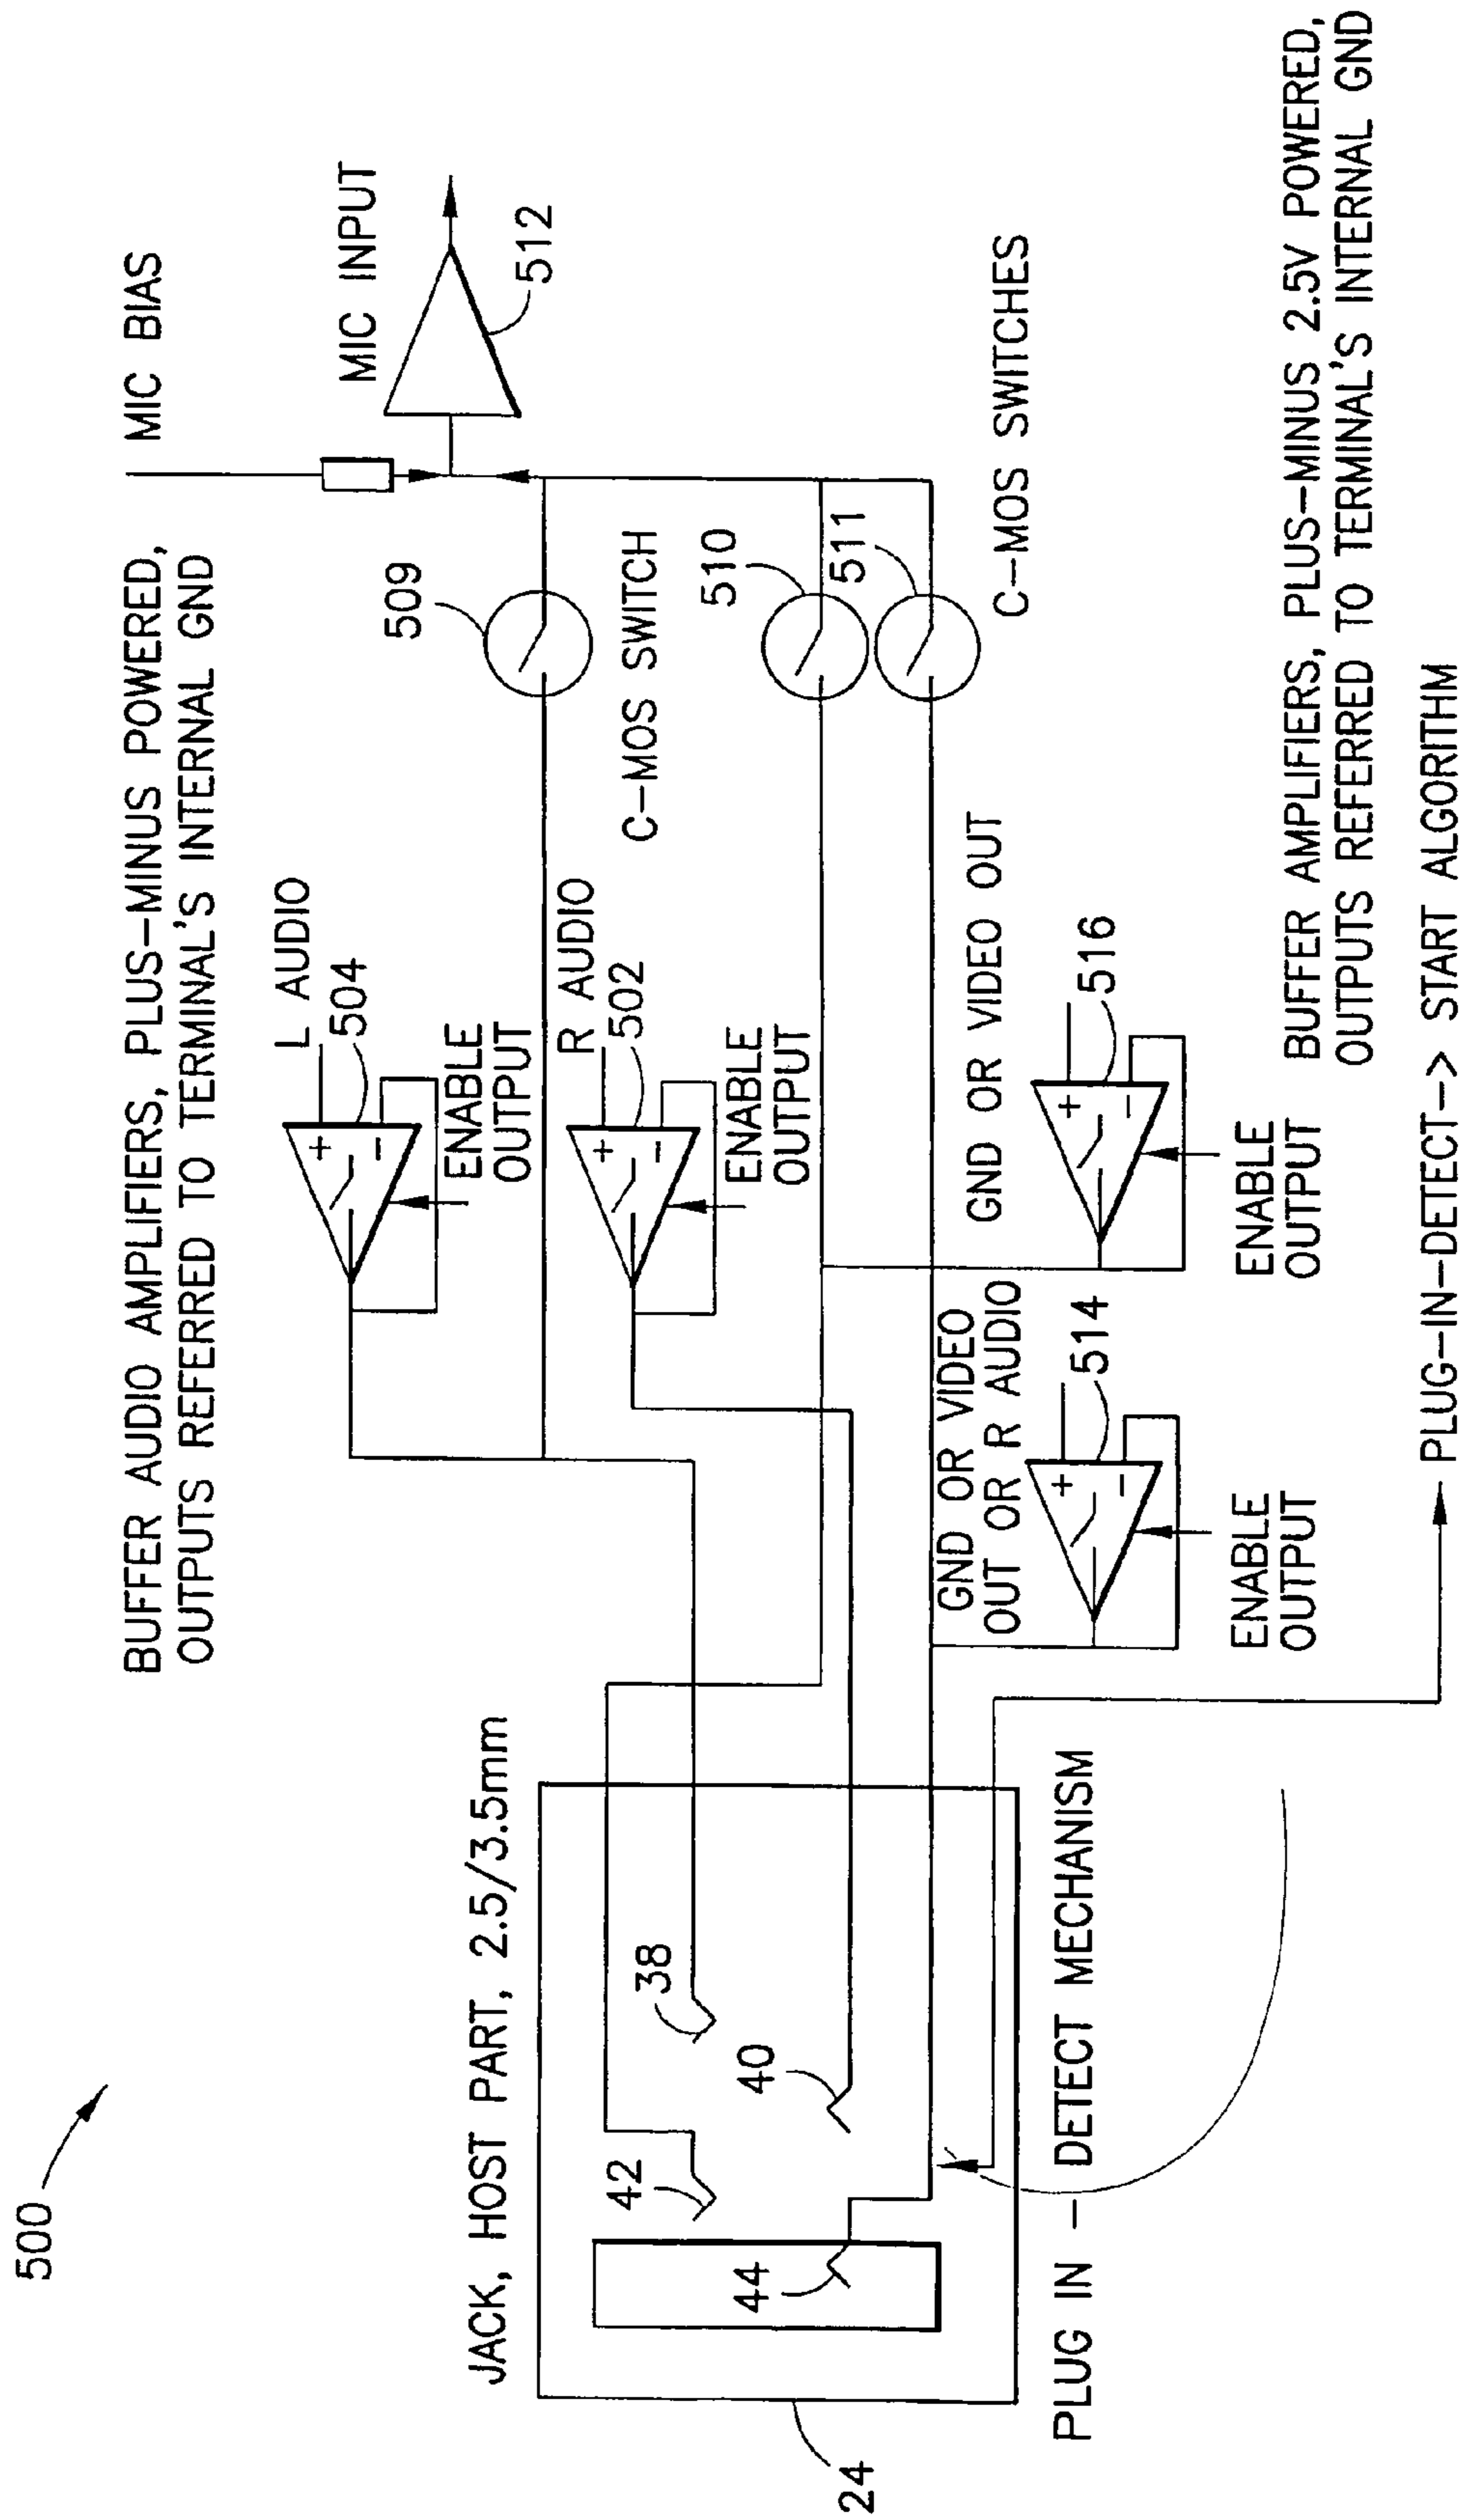 500
BUFFER AUDIO AMPLIFIERS, PLUS-MINUS POWERED,
OUTPUTS REFERRED TO TERMINAL'S INTERNAL GND
MIC BIAS
L AUDIO
504
MIC INPUT
512
509
ENABLE
OUTPUT
JACK, HOST PART, 2.5/3.5mm
R AUDIO
502
C-MOS SWITCH
42
38
44
40
ENABLE
OUTPUT
510
511
24
GND OR VIDEO
OUT OR R AUDIO
514
GND OR VIDEO OUT
516
C-MOS SWITCHES
PLUG IN - DETECT MECHANISM
ENABLE
OUTPUT
ENABLE
OUTPUT
BUFFER AMPLIFIERS, PLUS-MINUS 2.5V POWERED,
OUTPUTS REFERRED TO TERMINAL'S INTERNAL GND
PLUG-IN-DETECT-> START ALGORITHM